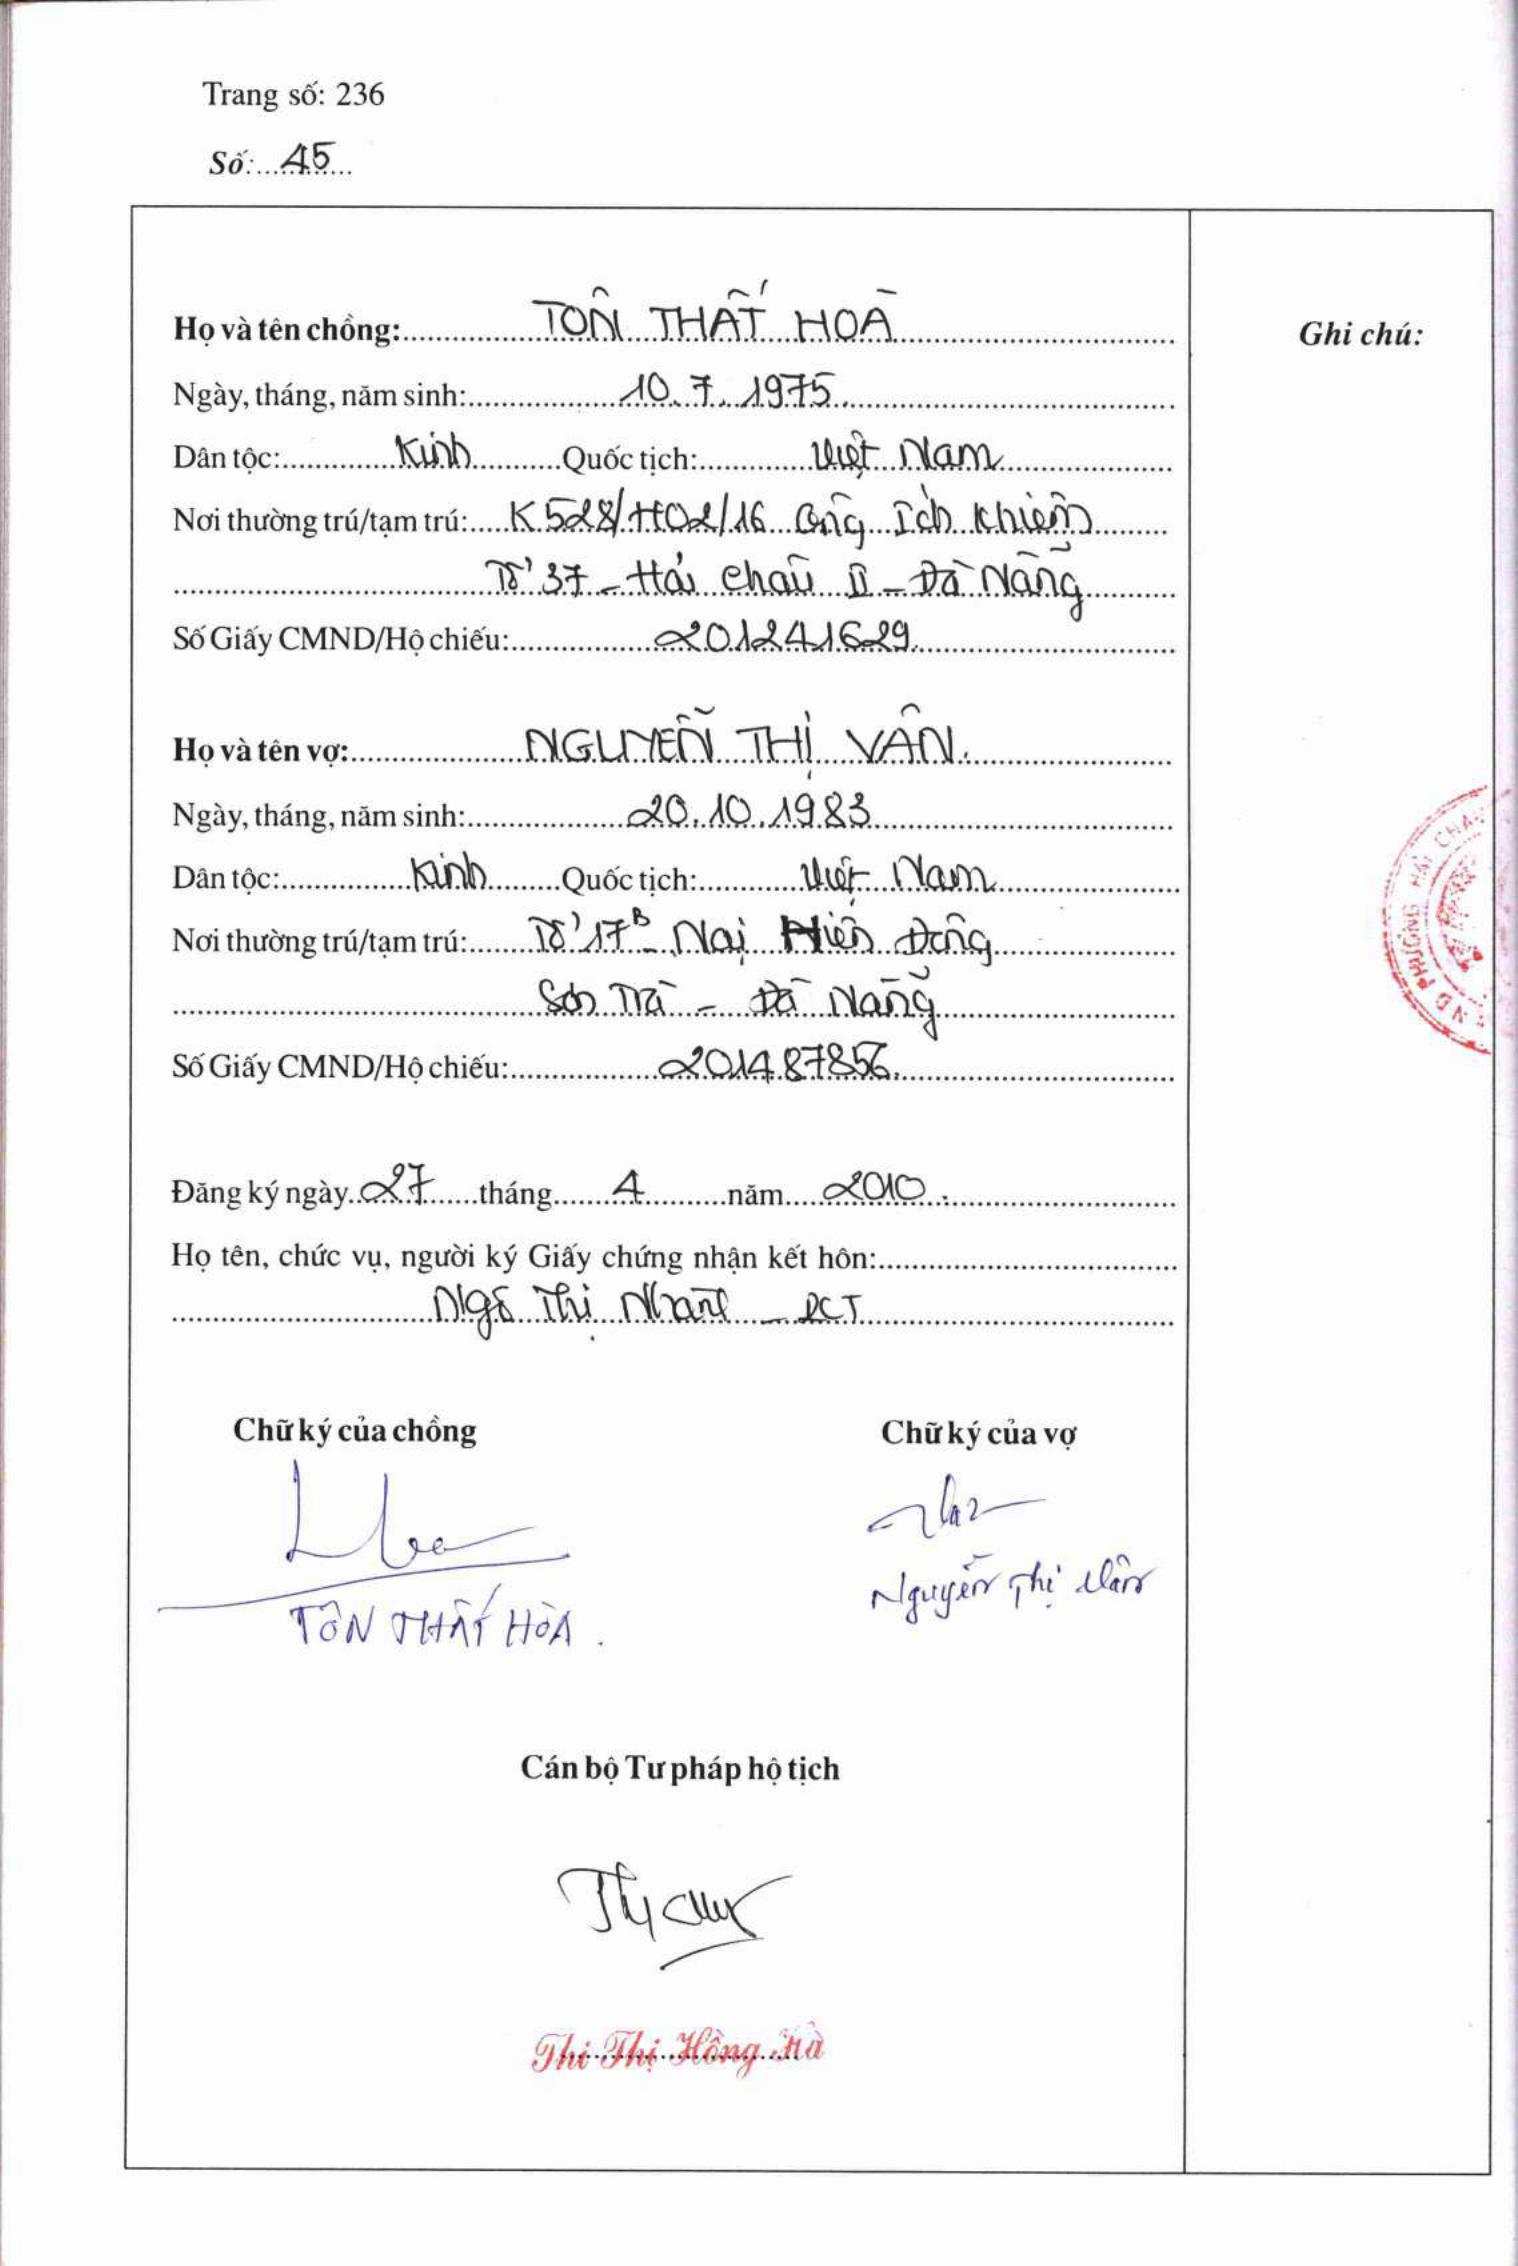 Trang số: 236
Số: 45
Họ và tên chồng: TÔN THẤT HOÀ
Ghi chú:
Ngày, tháng, năm sinh: 10.7.1975
Dân tộc: Kinh Quốc tịch: Việt Nam
Nơi thường trú/tạm trú: K528/H02/16 Ông Ích Khiêm
Tổ 37 - Hải Châu II - Đà Nẵng
Số Giấy CMND/Hộ chiếu: 201241629
Họ và tên vợ: NGUYỄN THỊ VÂN
Ngày, tháng, năm sinh: 20.10.1983
Dân tộc: Kinh Quốc tịch: Việt Nam
Nơi thường trú/tạm trú: Tổ 17B - Nại Hiên Đông
Sơn Trà - Đà Nẵng
Số Giấy CMND/Hộ chiếu: 201487856
Đăng ký ngày 27 tháng 4 năm 2010
Họ tên, chức vụ, người ký Giấy chứng nhận kết hôn:
Ngô Thị Nhành - PCT
Chữ ký của chồng
Chữ ký của vợ
TÔN THẤT HÒA.
Nguyễn Thị Vân
Cán bộ Tư pháp hộ tịch
Thi Thị Hồng Hà
ND PHƯỜNG HẢI CHÂU